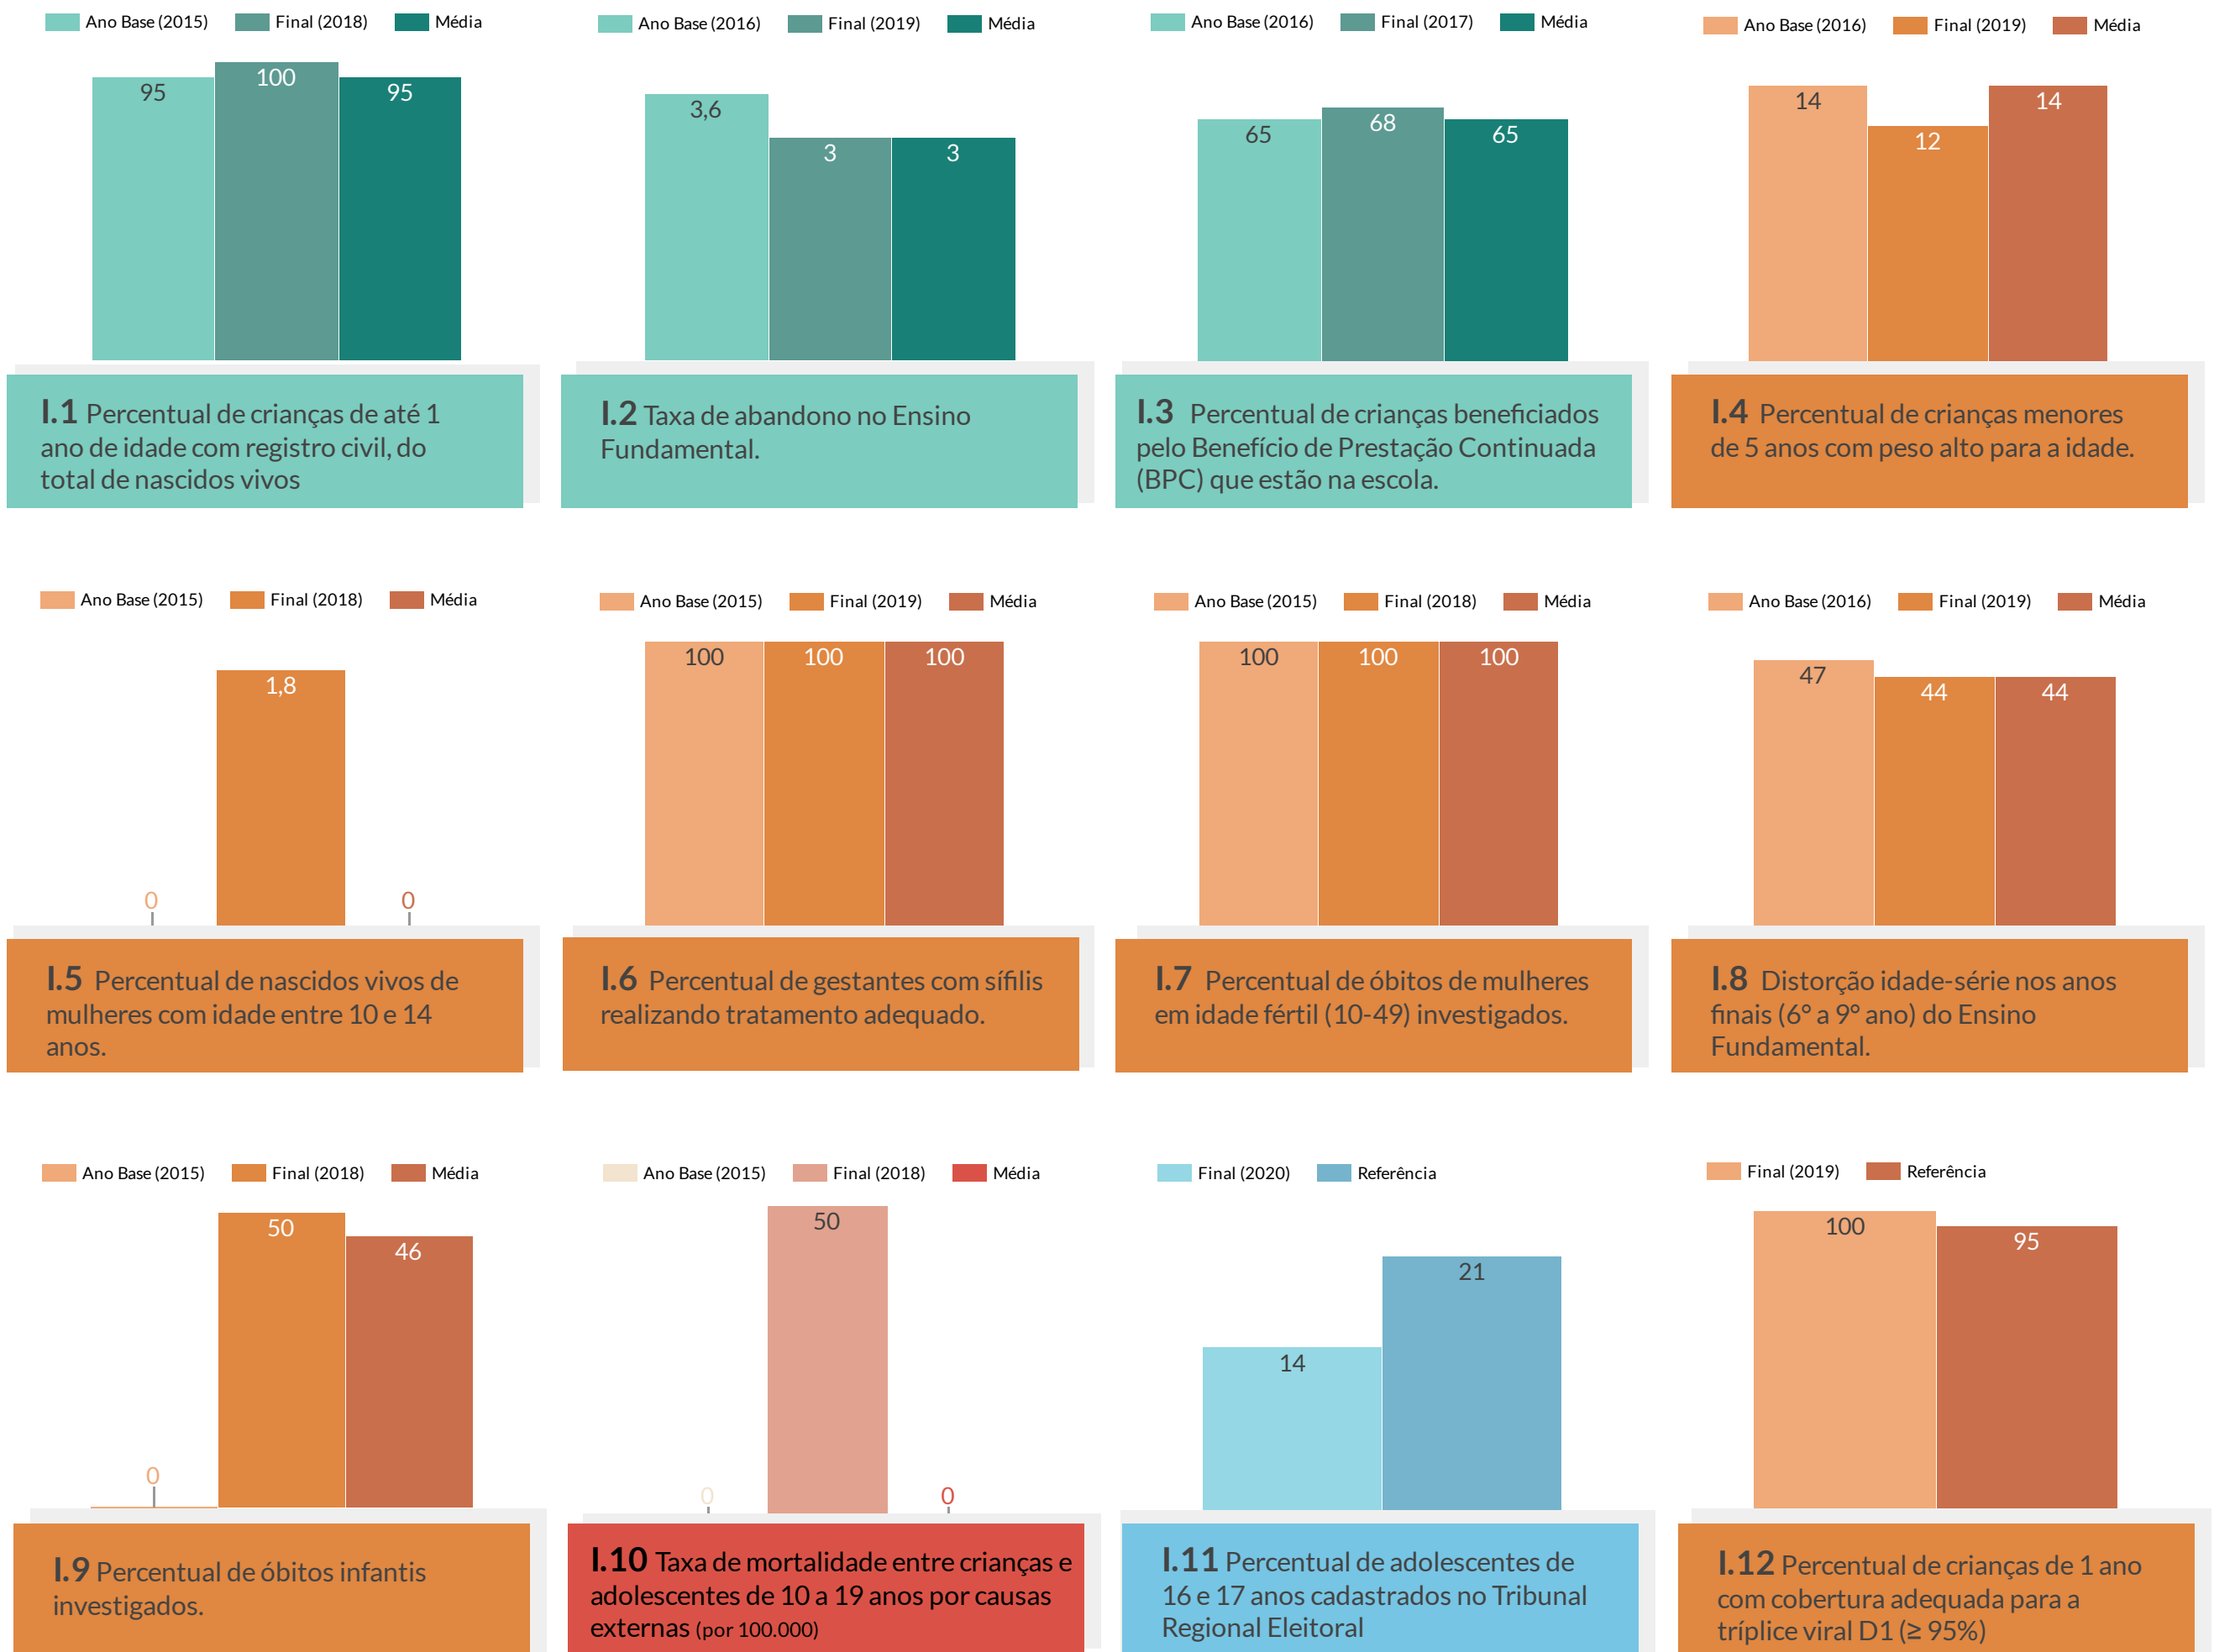 Ano Base (2015) Final (2018) Média
95 100 95
I.1 Percentual de crianças de até 1
ano de idade com registro civil, do
total de nascidos vivos
Ano Base (2016) Final (2019) Média
3,6 3 3
I.2 Taxa de abandono no Ensino
Fundamental.
Ano Base (2016) Final (2017) Média
65 68 65
I.3 Percentual de crianças beneficiados
pelo Benefício de Prestação Continuada
(BPC) que estão na escola.
Ano Base (2016) Final (2019) Média
14 12 14
I.4 Percentual de crianças menores
de 5 anos com peso alto para a idade.
Ano Base (2015) Final (2018) Média
0 1,8 0
I.5 Percentual de nascidos vivos de
mulheres com idade entre 10 e 14
anos.
Ano Base (2015) Final (2019) Média
100 100 100
I.6 Percentual de gestantes com sífilis
realizando tratamento adequado.
Ano Base (2015) Final (2018) Média
100 100 100
I.7 Percentual de óbitos de mulheres
em idade fértil (10-49) investigados.
Ano Base (2016) Final (2019) Média
47 44 44
I.8 Distorção idade-série nos anos
finais (6° a 9° ano) do Ensino
Fundamental.
Ano Base (2015) Final (2018) Média
0 50 46
I.9 Percentual de óbitos infantis
investigados.
Ano Base (2015) Final (2018) Média
0 50 0
I.10 Taxa de mortalidade entre crianças e
adolescentes de 10 a 19 anos por causas
externas (por 100.000)
Final (2020) Referência
14 21
I.11 Percentual de adolescentes de
16 e 17 anos cadastrados no Tribunal
Regional Eleitoral
Final (2019) Referência
100 95
I.12 Percentual de crianças de 1 ano
com cobertura adequada para a
tríplice viral D1 (≥ 95%)